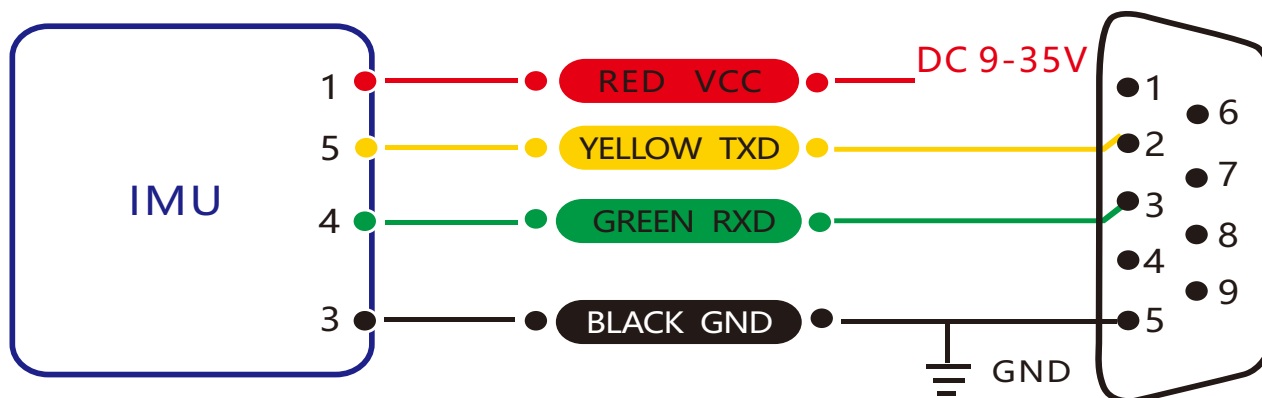 DC 9-35V
1 RED VCC 1
6
5 YELLOW TXD 2
7
IMU
4 GREEN RXD 3
8
4
9
3 BLACK GND 5
GND